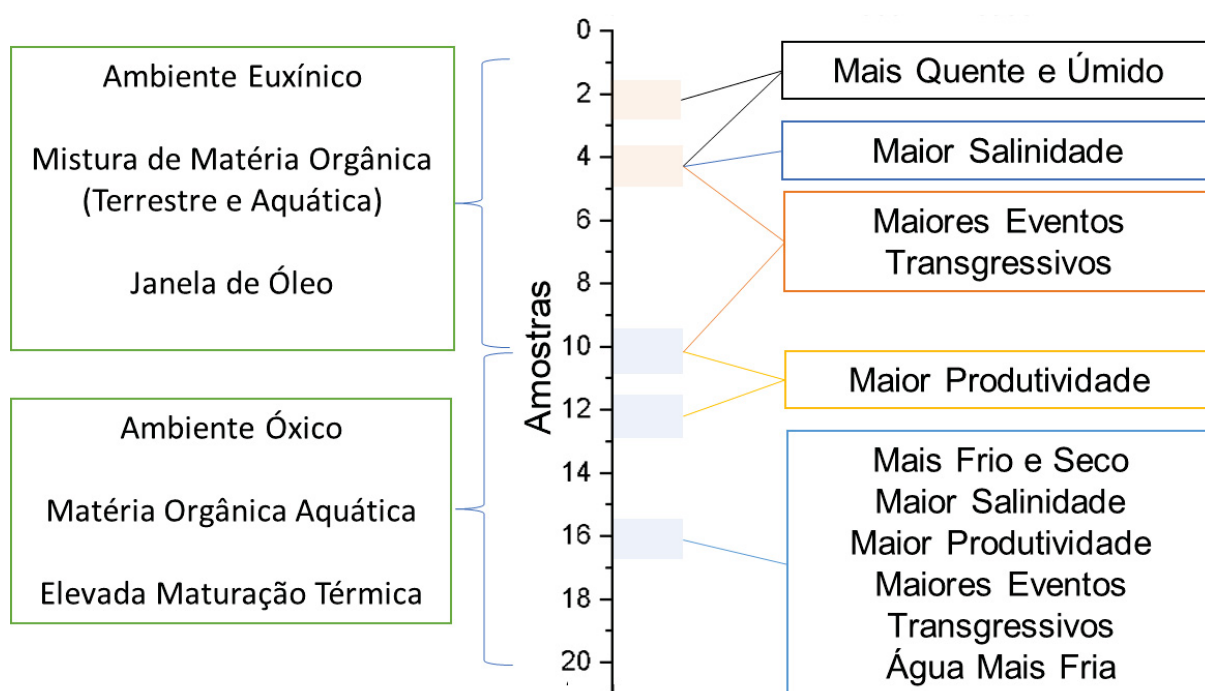 Ambiente Euxínico
Mistura de Matéria Orgânica
(Terrestre e Aquática)
Janela de Óleo
Ambiente Óxico
Matéria Orgânica Aquática
Elevada Maturação Térmica
Amostras
0
2
4
6
8
10
12
14
16
18
20
Mais Quente e Úmido
Maior Salinidade
Maiores Eventos
Transgressivos
Maior Produtividade
Mais Frio e Seco
Maior Salinidade
Maior Produtividade
Maiores Eventos
Transgressivos
Água Mais Fria